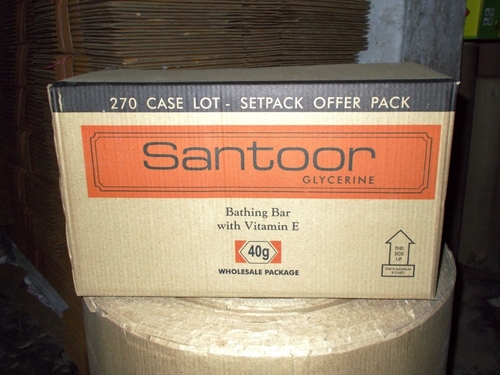 270 CASE LOT - SETPACK OFFER PACK
Santoor
GLYCERINE
Bathing Bar
with Vitamin E
40g
WHOLESALE PACKAGE
THIS
SIDE
UP